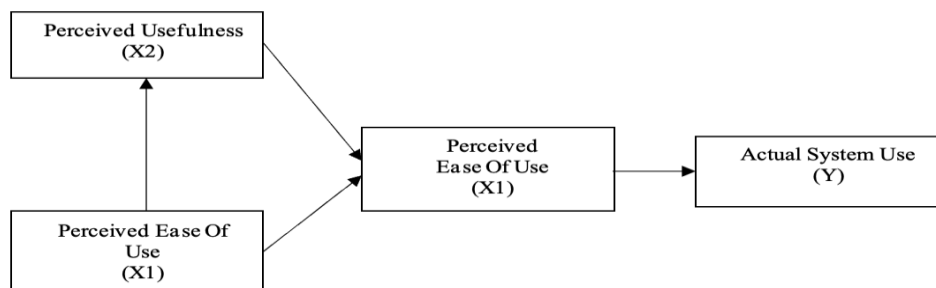 Perceived Usefulness
(X2)
Perceived
Ease Of Use
(X1)
Actual System Use
(Y)
Perceived Ease Of
Use
(X1)